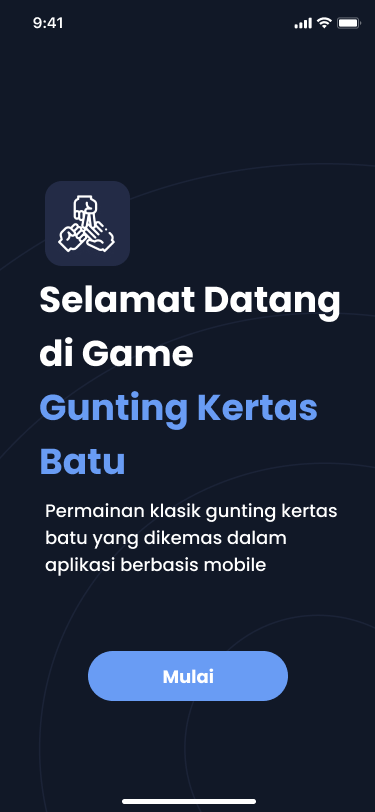 9:41
Selamat Datang
di Game
Gunting Kertas
Batu
Permainan klasik gunting kertas
batu yang dikemas dalam
aplikasi berbasis mobile
Mulai